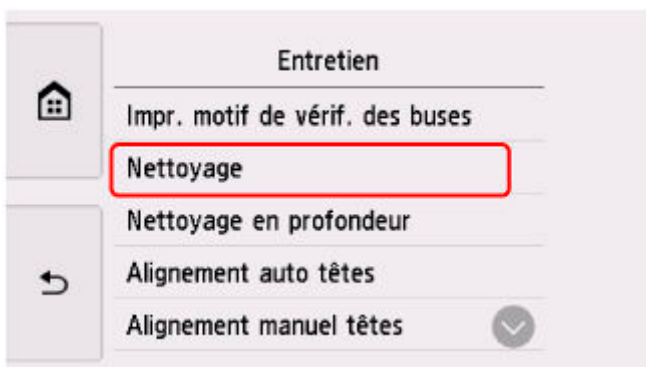 Entretien
Impr. motif de vérif. des buses
Nettoyage
Nettoyage en profondeur
Alignement auto têtes
Alignement manuel têtes